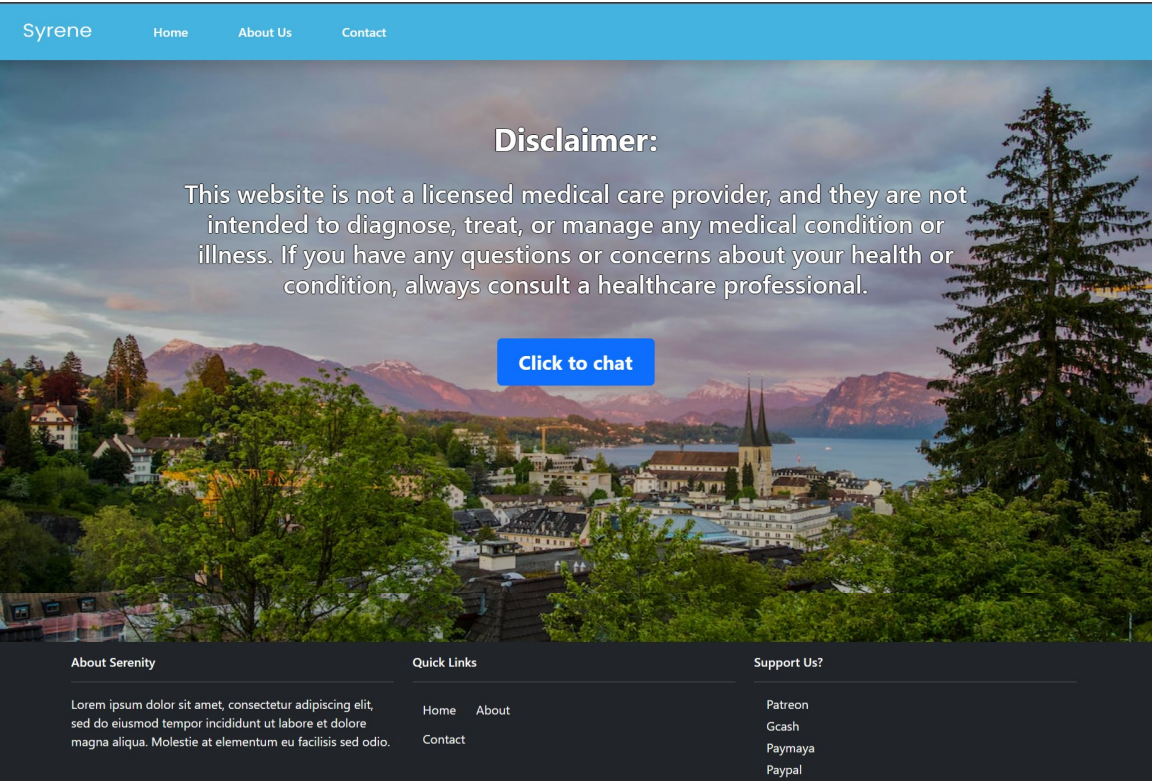 Syrene
Home
About Us
Contact
Disclaimer:
This website is not a licensed medical care provider, and they are not
intended to diagnose, treat, or manage any medical condition or
illness. If you have any questions or concerns about your health or
condition, always consult a healthcare professional.
Click to chat
About Serenity
Lorem ipsum dolor sit amet, consectetur adipiscing elit,
sed do eiusmod tempor incididunt ut labore et dolore
magna aliqua. Molestie at elementum eu facilisis sed odio.
Quick Links
Home
About
Contact
Support Us?
Patreon
Gcash
Paymaya
Paypal